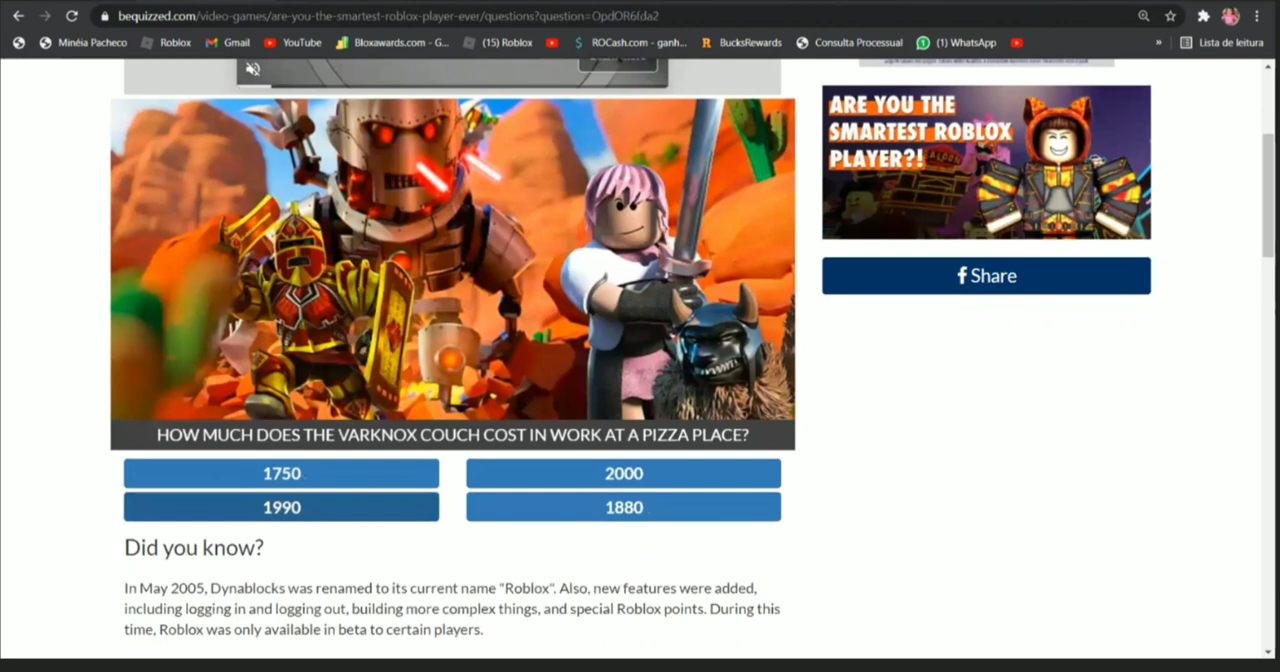 bequizzed.com/video-games/are-you-the-smartest-roblox-player-ever/questions?question=OpdOR6fda2
Minéia Pacheco Roblox Gmail YouTube Bloxawards.com - G... (15) Roblox ROCash.com - ganh... BucksRewards Consulta Processual (1) WhatsApp » Lista de leitura
ARE YOU THE
SMARTEST ROBLOX
PLAYER?!
SALOON
f Share
HOW MUCH DOES THE VARKNOX COUCH COST IN WORK AT A PIZZA PLACE?
1750 2000
1990 1880
Did you know?
In May 2005, Dynablocks was renamed to its current name "Roblox". Also, new features were added,
including logging in and logging out, building more complex things, and special Roblox points. During this
time, Roblox was only available in beta to certain players.